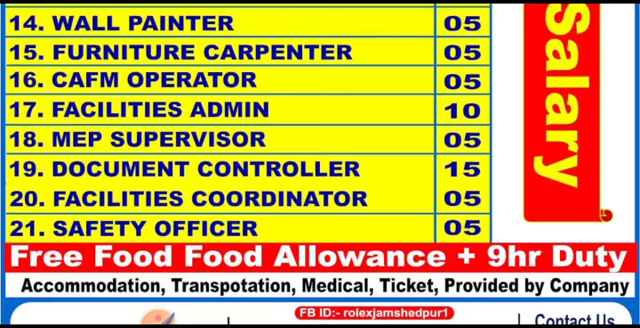 14. WALL PAINTER 05
15. FURNITURE CARPENTER 05
16. CAFM OPERATOR 05
17. FACILITIES ADMIN 10
18. MEP SUPERVISOR 05
19. DOCUMENT CONTROLLER 15
20. FACILITIES COORDINATOR 05
21. SAFETY OFFICER 05
Salary
Free Food Food Allowance + 9hr Duty
Accommodation, Transpotation, Medical, Ticket, Provided by Company
FB ID:- rolexjamshedpur1
Contact Us